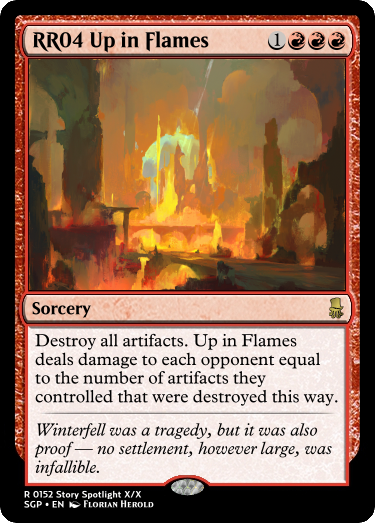 RR04 Up in Flames 1
Sorcery
Destroy all artifacts. Up in Flames
deals damage to each opponent equal
to the number of artifacts they
controlled that were destroyed this way.
Winterfell was a tragedy, but it was also
proof — no settlement, however large, was
infallible.
R 0152 Story Spotlight X/X
SGP • EN Florian Herold